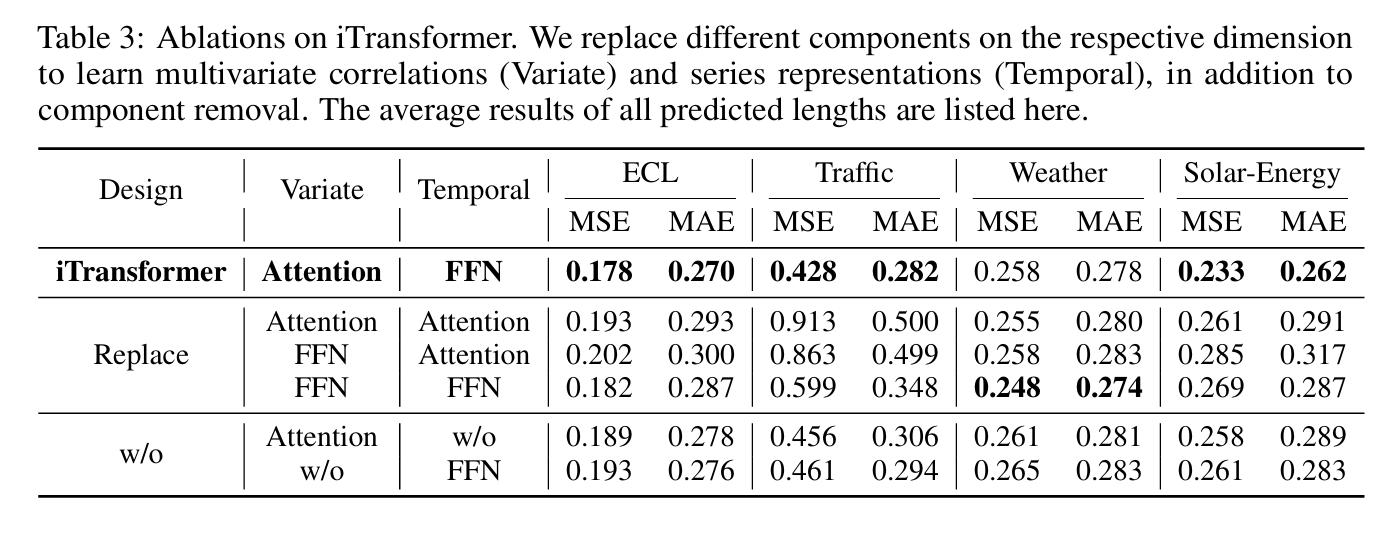 Table 3: Ablations on iTransformer. We replace different components on the respective dimension
to learn multivariate correlations (Variate) and series representations (Temporal), in addition to
component removal. The average results of all predicted lengths are listed here.
Design Variate Temporal ECL Traffic Weather Solar-Energy
MSE MAE MSE MAE MSE MAE MSE MAE
iTransformer Attention FFN 0.178 0.270 0.428 0.282 0.258 0.278 0.233 0.262
Attention Attention 0.193 0.293 0.913 0.500 0.255 0.280 0.261 0.291
Replace FFN Attention 0.202 0.300 0.863 0.499 0.258 0.283 0.285 0.317
FFN FFN 0.182 0.287 0.599 0.348 0.248 0.274 0.269 0.287
w/o Attention w/o 0.189 0.278 0.456 0.306 0.261 0.281 0.258 0.289
w/o FFN 0.193 0.276 0.461 0.294 0.265 0.283 0.261 0.283